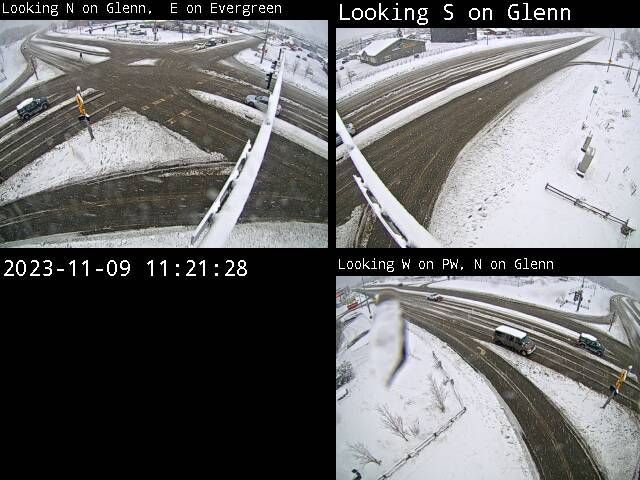 Looking N on Glenn,  E on Evergreen
Looking S on Glenn
2023-11-09 11:21:28
Looking W on PW, N on Glenn